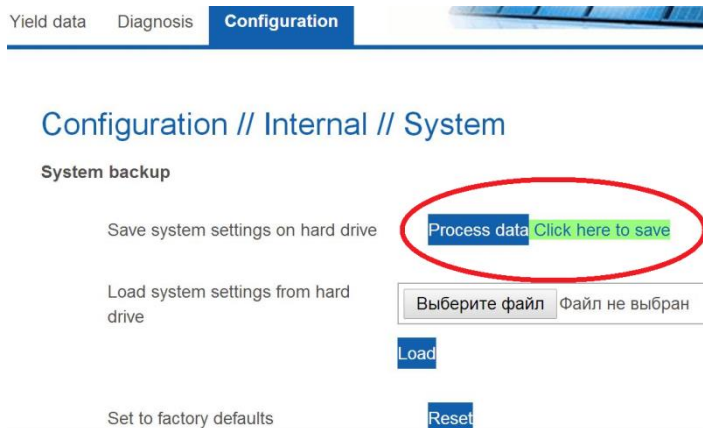 Yield data Diagnosis Configuration
Configuration // Internal // System
System backup
Save system settings on hard drive Process data Click here to save
Load system settings from hard
drive
Выберите файл Файл не выбран
Load
Set to factory defaults Reset